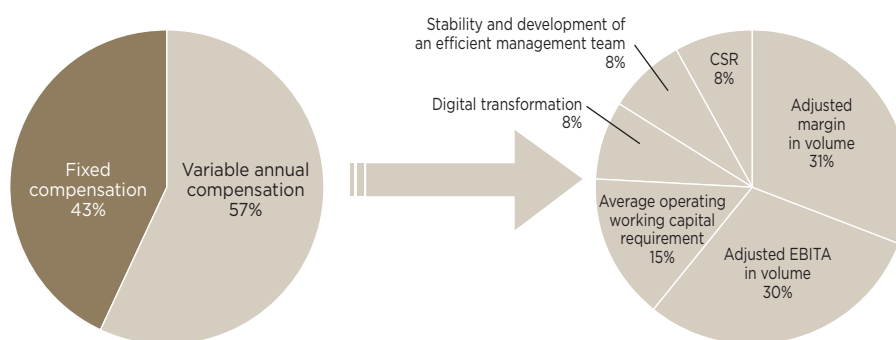 Fixed
compensation
43%
Variable annual
compensation
57%
Stability and development of
an efficient management team
8%
CSR
8%
Digital transformation
8%
Adjusted
margin
in volume
31%
Average operating
working capital
requirement
15%
Adjusted EBITA
in volume
30%